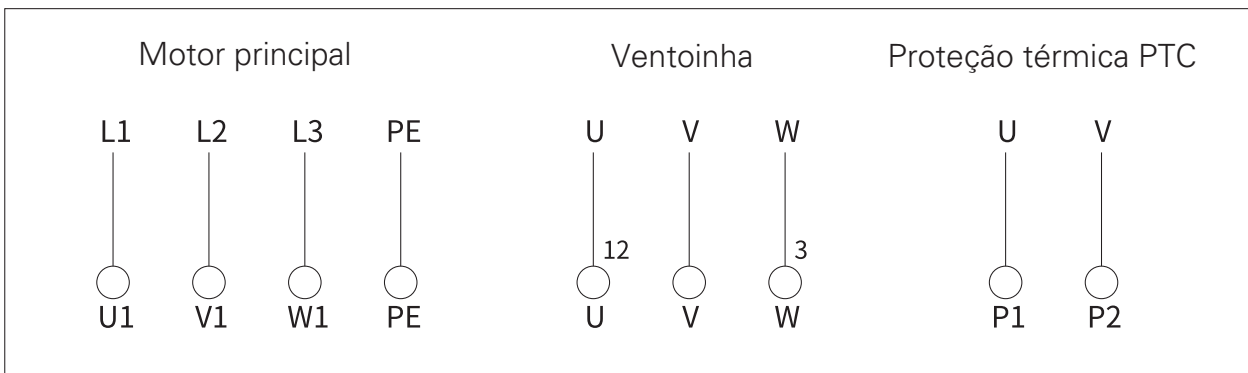 Motor principal Ventoinha Proteção térmica PTC
L1 L2 L3 PE U V W U V
12 3
U1 V1 W1 PE U V W P1 P2